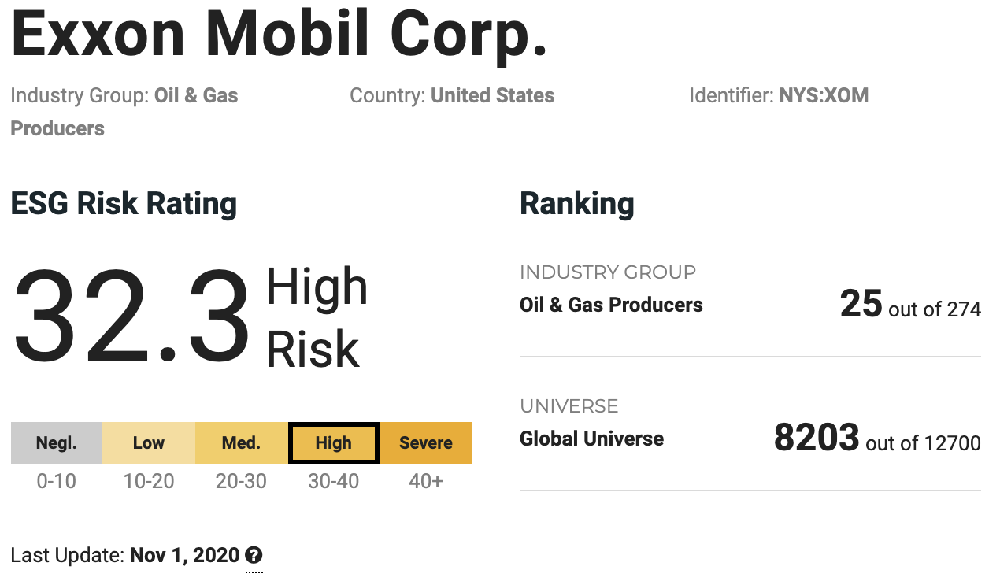 Exxon Mobil Corp.
Industry Group: Oil & Gas Producers
Country: United States
Identifier: NYS:XOM
ESG Risk Rating
32.3 High Risk
Negl. Low Med. High Severe
0-10 10-20 20-30 30-40 40+
Last Update: Nov 1, 2020 ?
Ranking
INDUSTRY GROUP
Oil & Gas Producers 25 out of 274
UNIVERSE
Global Universe 8203 out of 12700